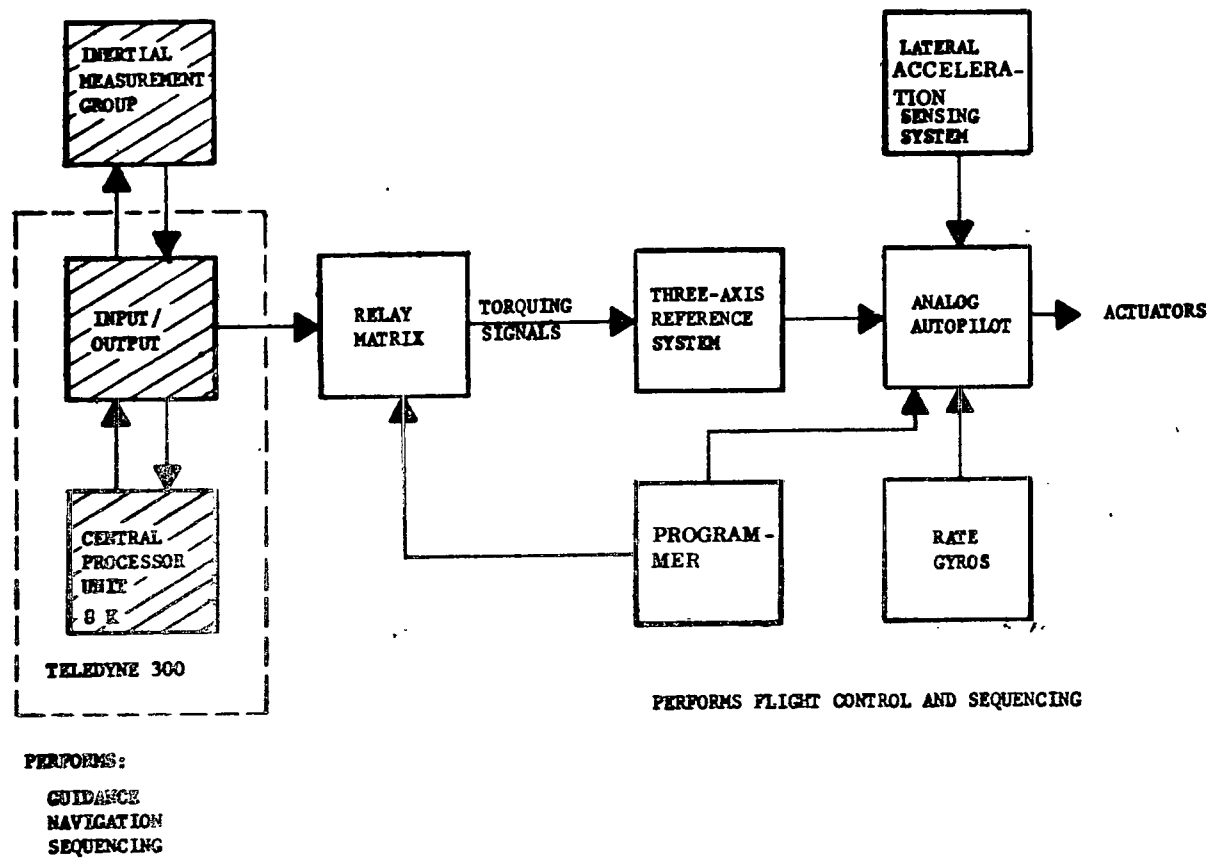 INERTIAL
MEASUREMENT
GROUP
LATERAL
ACCELERA-
TION
SENSING
SYSTEM
INPUT/
OUTPUT
RELAY
MATRIX
TORQUING
SIGNALS
THREE-AXIS
REFERENCE
SYSTEM
ANALOG
AUTOPILOT
ACTUATORS
CENTRAL
PROCESSOR
UNIT
8 K
PROGRAM-
MER
RATE
GYROS
TELEDYNE 300
PERFORMS FLIGHT CONTROL AND SEQUENCING
PERFORMS:
GUIDANCE
NAVIGATION
SEQUENCING